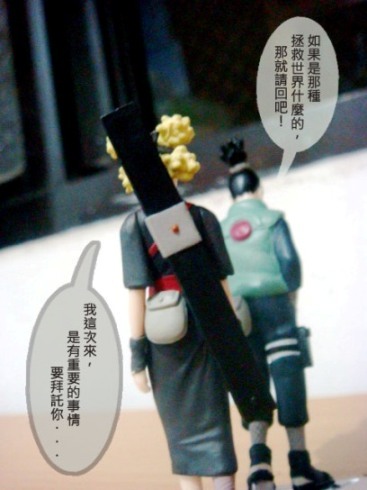 如果是那種
拯救世界什麼的，
那就請回吧！
我這次來，
是有重要的事情
要拜託你．．．